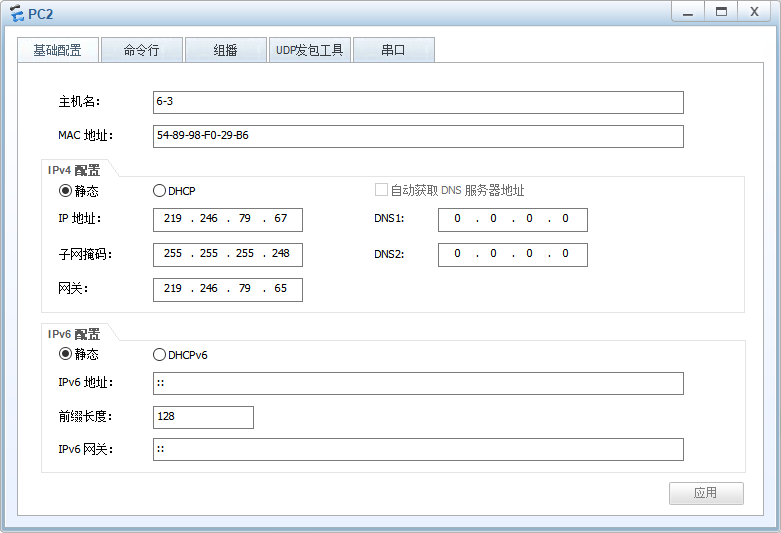 PC2
基础配置 命令行 组播 UDP发包工具 串口
主机名: 6-3
MAC 地址: 54-89-98-F0-29-B6
IPv4 配置
静态 DHCP 自动获取 DNS 服务器地址
IP 地址: 219 . 246 . 79 . 67 DNS1: 0 . 0 . 0 . 0
子网掩码: 255 . 255 . 255 . 248 DNS2: 0 . 0 . 0 . 0
网关: 219 . 246 . 79 . 65
IPv6 配置
静态 DHCPv6
IPv6 地址: ::
前缀长度: 128
IPv6 网关: ::
应用